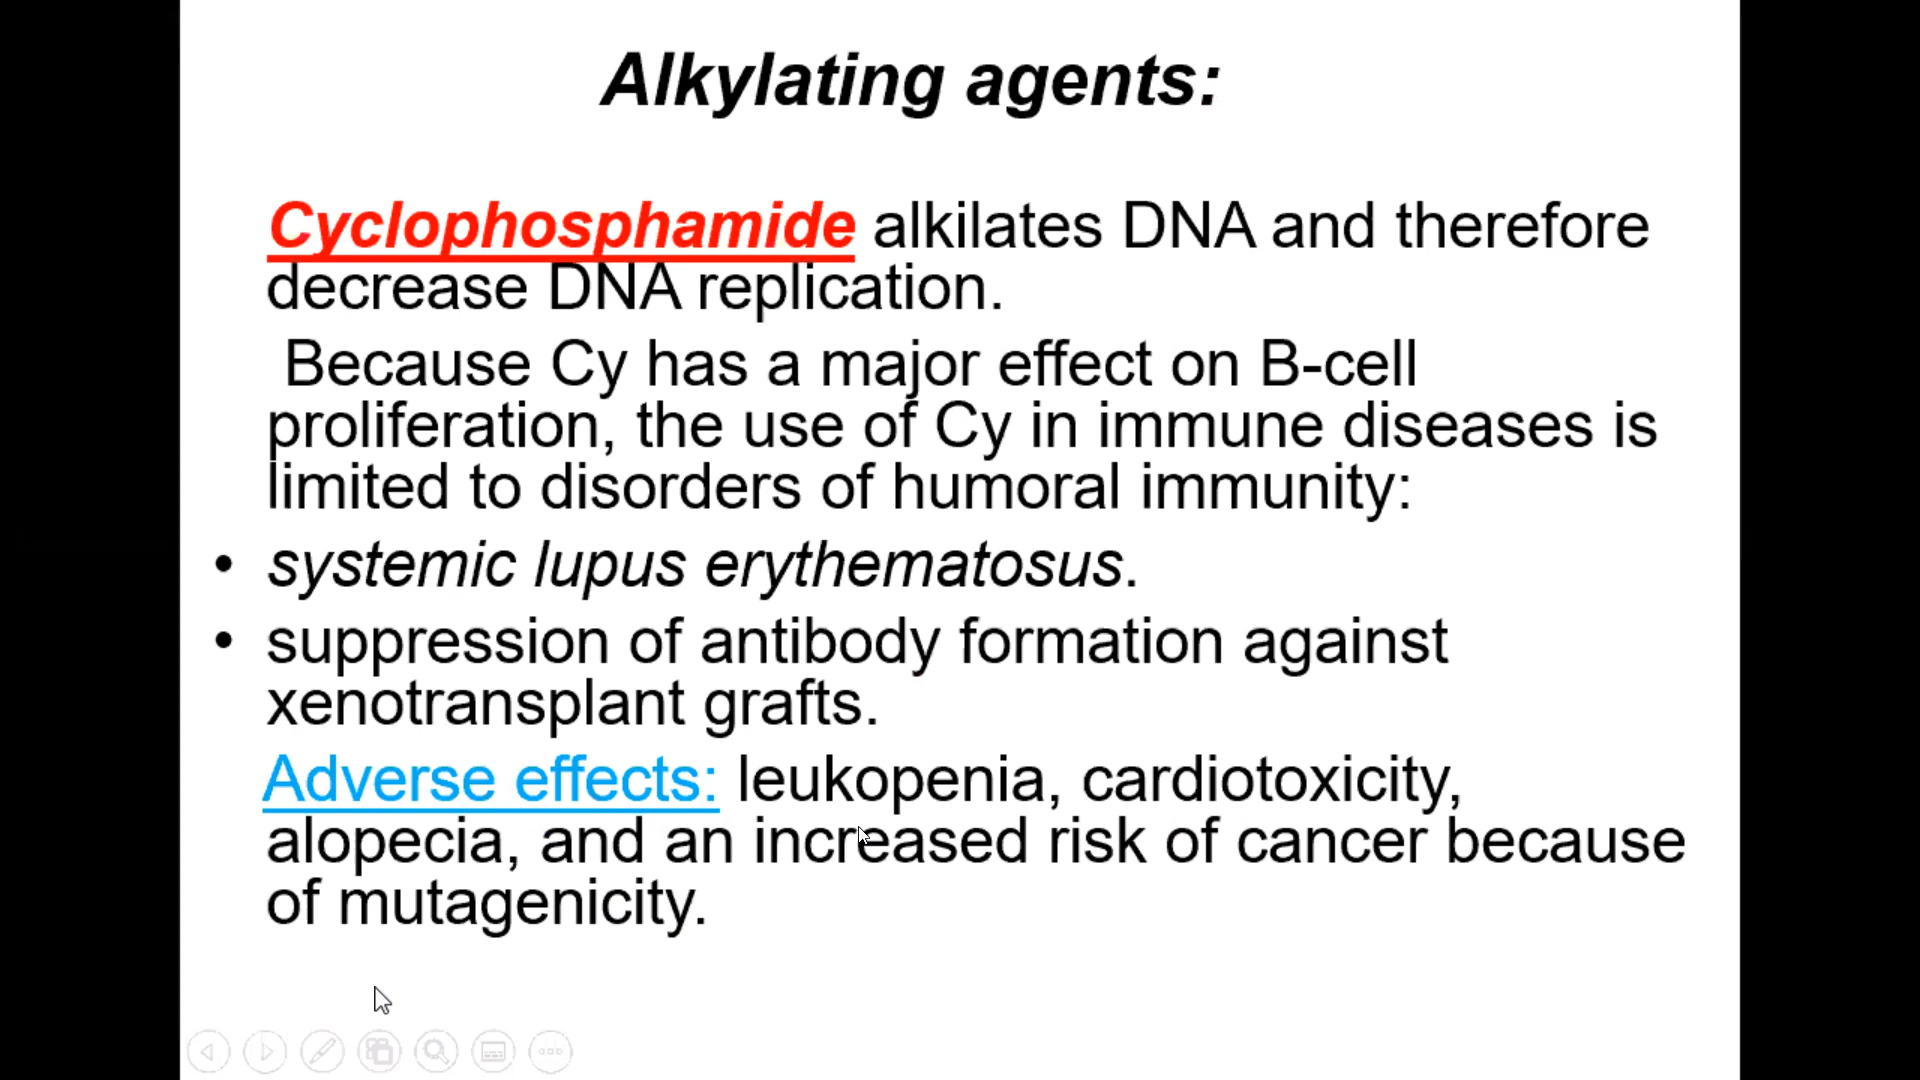 Alkylating agents:
Cyclophosphamide alkilates DNA and therefore
decrease DNA replication.
Because Cy has a major effect on B-cell
proliferation, the use of Cy in immune diseases is
limited to disorders of humoral immunity:
• systemic lupus erythematosus.
• suppression of antibody formation against
xenotransplant grafts.
Adverse effects: leukopenia, cardiotoxicity,
alopecia, and an increased risk of cancer because
of mutagenicity.